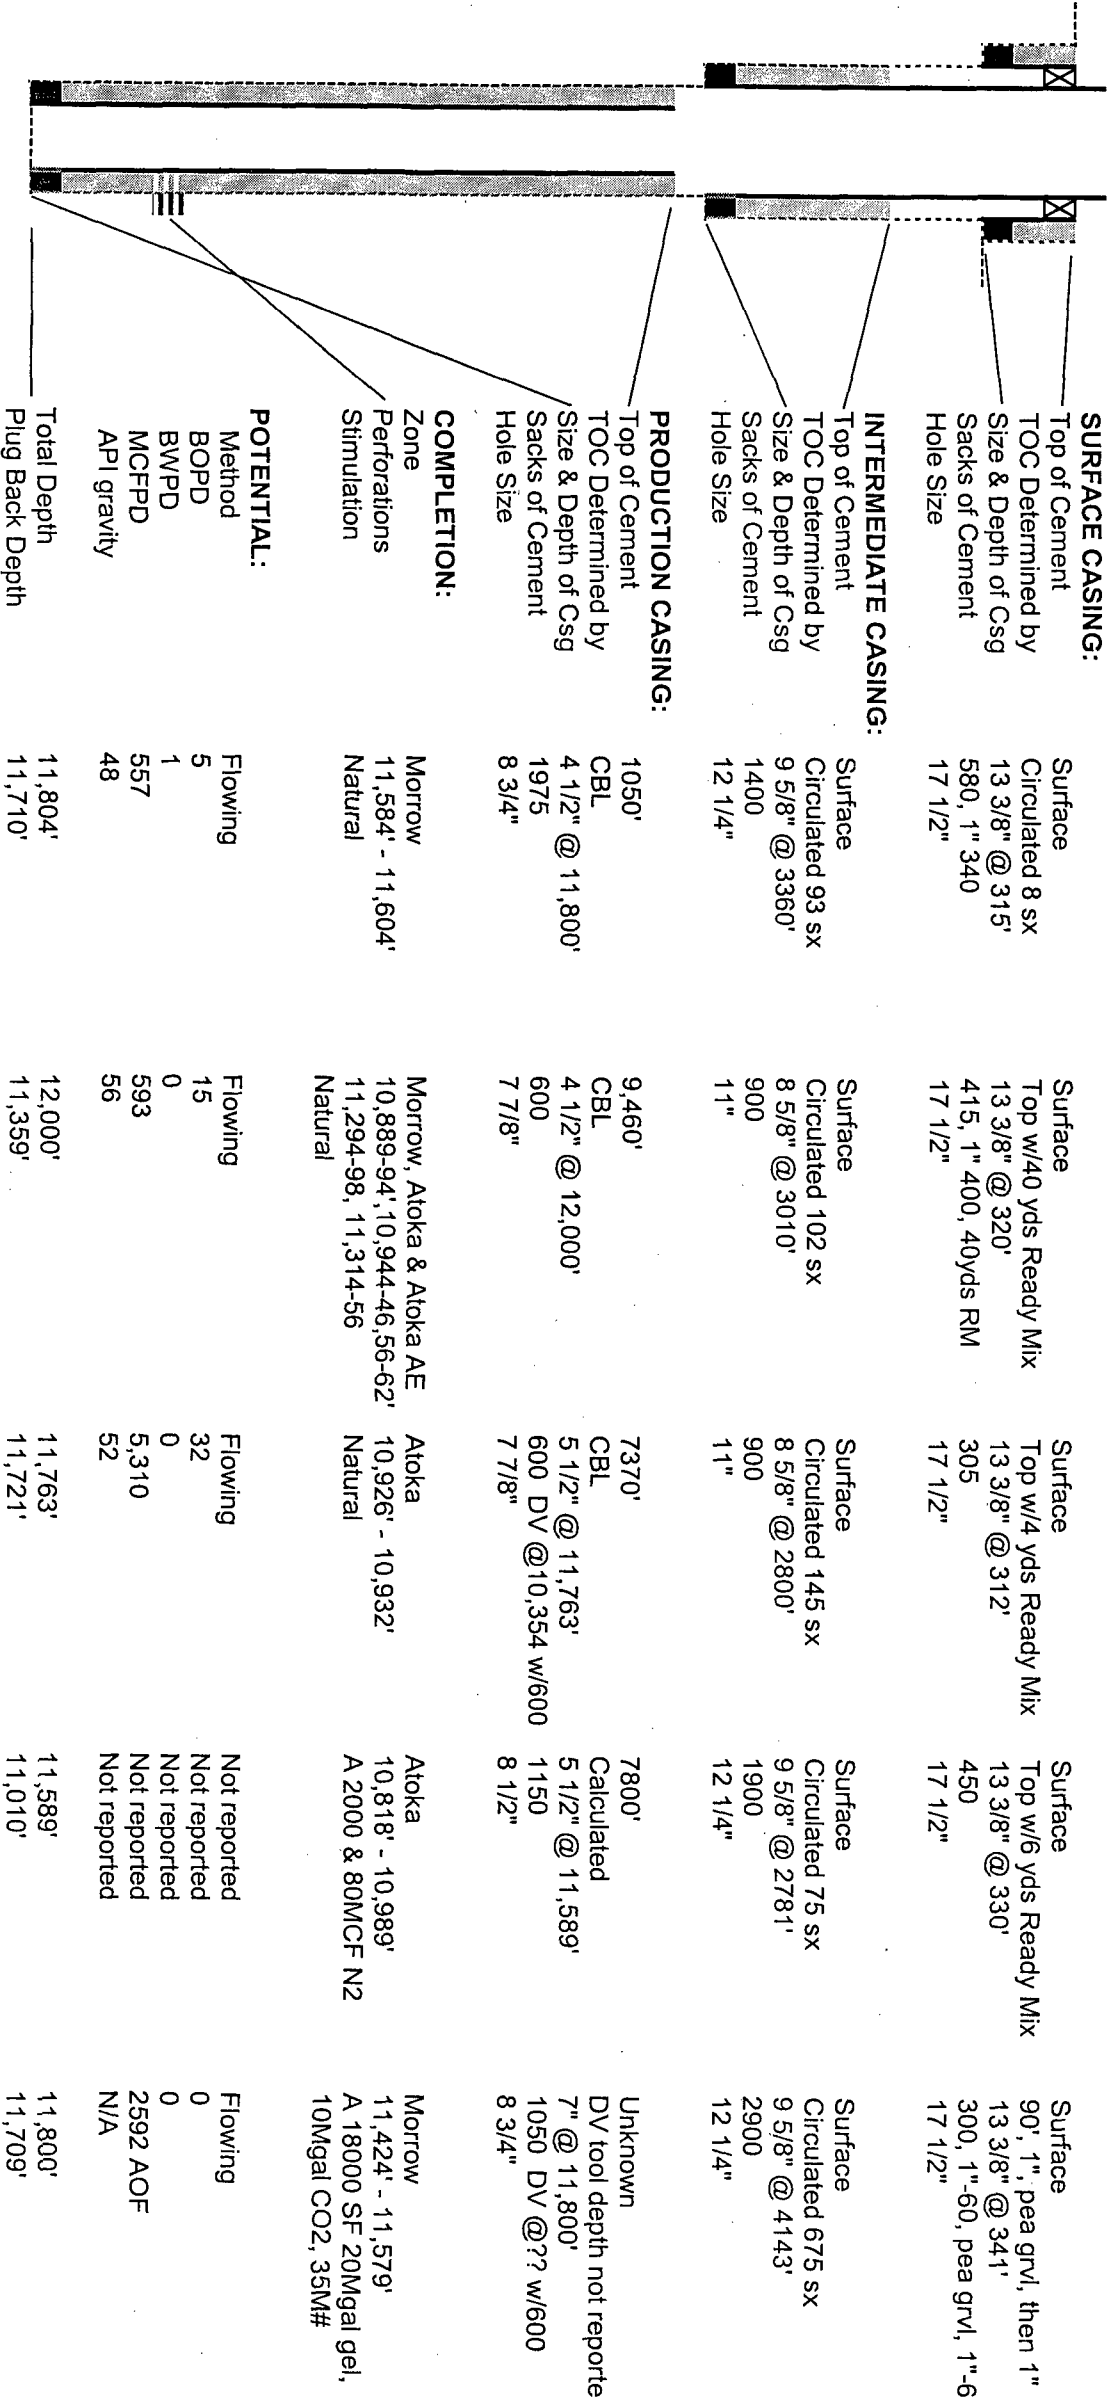 SURFACE CASING:
Top of Cement Surface Surface Surface Surface Surface
TOC Determined by Circulated 8 sx Top w/40 yds Ready Mix Top w/4 yds Ready Mix Top w/6 yds Ready Mix 90', 1", pea grvl, then 1"
Size & Depth of Csg 13 3/8" @ 315' 13 3/8" @ 320' 13 3/8" @ 312' 13 3/8" @ 330' 13 3/8" @ 341'
Sacks of Cement 580, 1" 340 415, 1" 400, 40yds RM 305 450 300, 1"-60, pea grvl, 1"-6
Hole Size 17 1/2" 17 1/2" 17 1/2" 17 1/2" 17 1/2"
INTERMEDIATE CASING:
Top of Cement Surface Surface Surface Surface Surface
TOC Determined by Circulated 93 sx Circulated 102 sx Circulated 145 sx Circulated 75 sx Circulated 675 sx
Size & Depth of Csg 9 5/8" @ 3360' 8 5/8" @ 3010' 8 5/8" @ 2800' 9 5/8" @ 2781' 9 5/8" @ 4143'
Sacks of Cement 1400 900 900 1900 2900
Hole Size 12 1/4" 11" 11" 12 1/4" 12 1/4"
PRODUCTION CASING:
Top of Cement 1050' 9,460' 7370' 7800' Unknown
TOC Determined by CBL CBL CBL Calculated DV tool depth not reporte
Size & Depth of Csg 4 1/2" @ 11,800' 4 1/2" @ 12,000' 5 1/2" @ 11,763' 5 1/2" @ 11,589' 7" @ 11,800'
Sacks of Cement 1975 600 600 DV @10,354 w/600 1150 1050 DV @?? w/600
Hole Size 8 3/4" 7 7/8" 7 7/8" 8 1/2" 8 3/4"
COMPLETION:
Zone Morrow Morrow, Atoka & Atoka AE Atoka Atoka Morrow
Perforations 11,584' - 11,604' 10,889-94',10,944-46,56-62' 10,926' - 10,932' 10,818' - 10,989' 11,424' - 11,579'
Stimulation Natural 11,294-98, 11,314-56 Natural A 2000 & 80MCF N2 A 18000 SF 20Mgal gel,
Natural 10Mgal CO2, 35M#
POTENTIAL:
Method Flowing Flowing Flowing Not reported Flowing
BOPD 5 15 32 Not reported 0
BWPD 1 0 0 Not reported 0
MCFPD 557 593 5,310 Not reported 2592 AOF
API gravity 48 56 52 Not reported N/A
Total Depth 11,804' 12,000' 11,763' 11,589' 11,800'
Plug Back Depth 11,710' 11,359' 11,721' 11,010' 11,709'